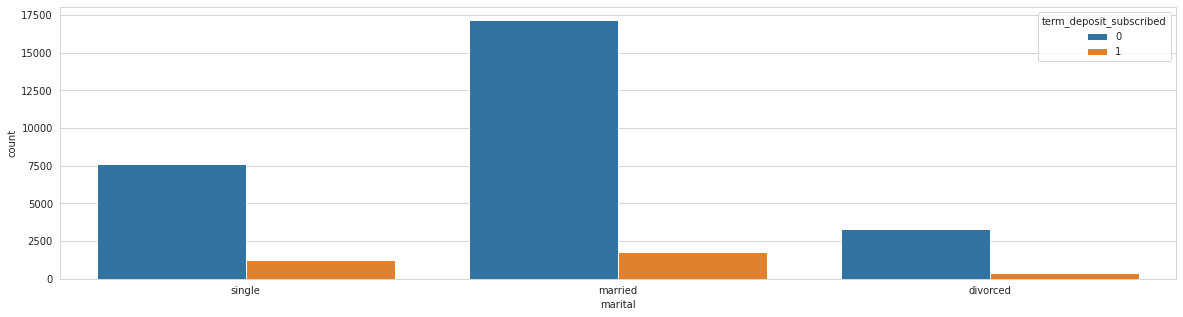 term_deposit_subscribed
0
1
17500
15000
12500
10000
7500
5000
2500
0
count
single
married
divorced
marital